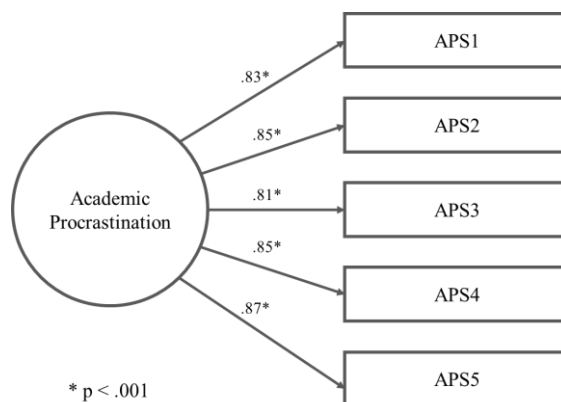 APS1
.83*
APS2
.85*
Academic
Procrastination
.81*
APS3
.85*
APS4
.87*
APS5
* p < .001